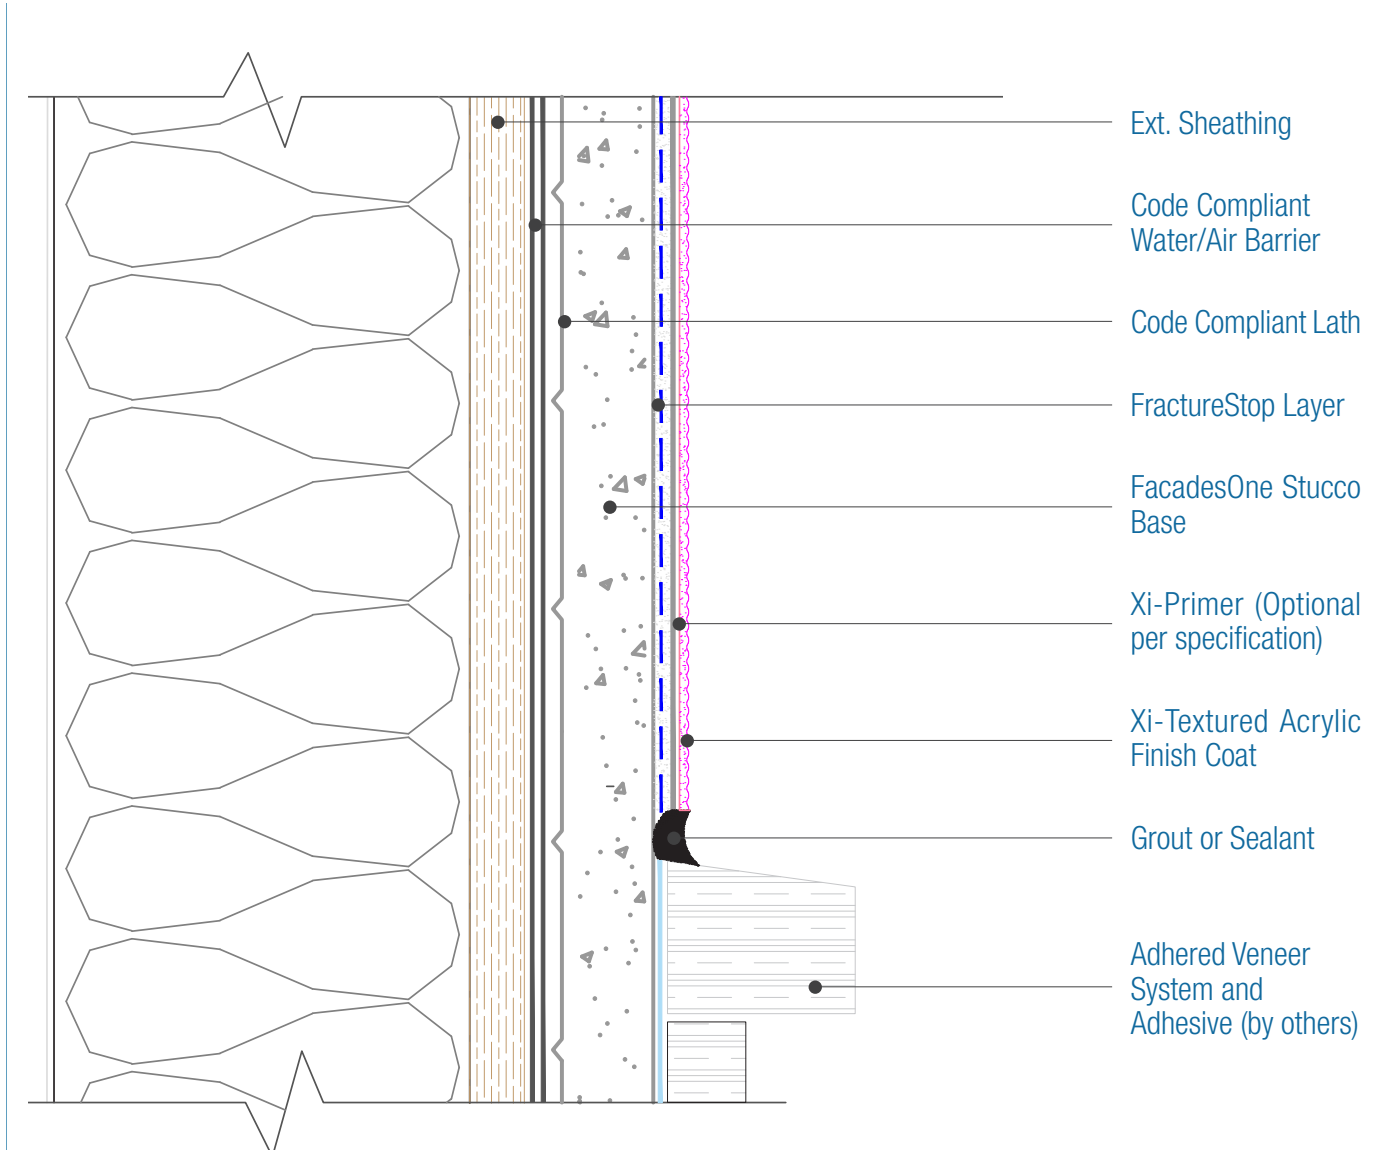 Ext. Sheathing
Code Compliant
Water/Air Barrier
Code Compliant Lath
FractureStop Layer
FacadesOne Stucco
Base
Xi-Primer (Optional
per specification)
Xi-Textured Acrylic
Finish Coat
Grout or Sealant
Adhered Veneer
System and
Adhesive (by others)